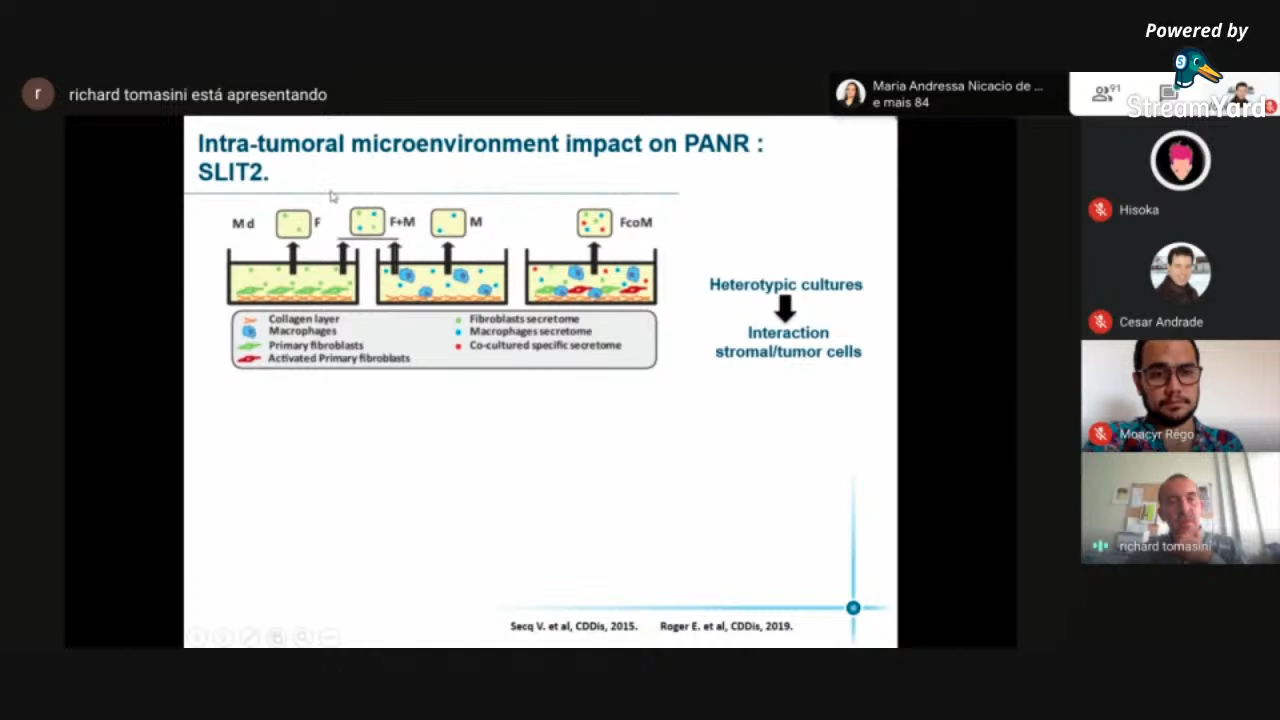 Powered by
StreamYard
r
richard tomasini está apresentando
Maria Andressa Nicacio de ...
e mais 84
91
Intra-tumoral microenvironment impact on PANR :
SLIT2.
M d
F
F+M
M
FcoM
Collagen layer
Macrophages
Primary fibroblasts
Activated Primary fibroblasts
Fibroblasts secretome
Macrophages secretome
Co-cultured specific secretome
Heterotypic cultures
Interaction
stromal/tumor cells
Secq V. et al, CDDis, 2015. Roger E. et al, CDDis, 2019.
Hisoka
Cesar Andrade
Moacyr Rêgo
richard tomasini